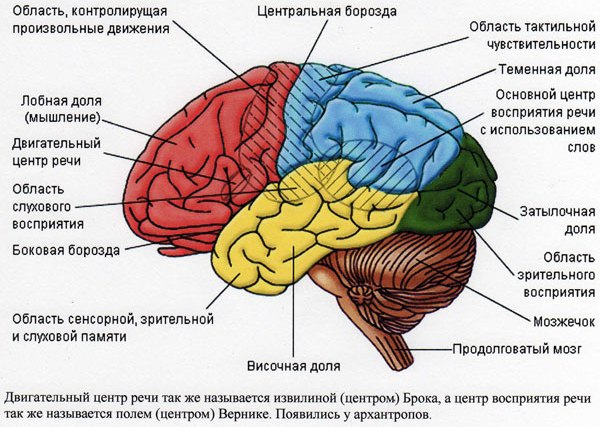 Область, контролирущая
произвольные движения
Центральная борозда
Область тактильной
чувствительности
Теменная доля
Основной центр
восприятия речи
с использованием
слов
Лобная доля
(мышление)
Двигательный
центр речи
Область
слухового
восприятия
Боковая борозда
Затылочная
доля
Область
зрительного
восприятия
Мозжечок
Продолговатый мозг
Область сенсорной, зрительной
и слуховой памяти
Височная доля
Двигательный центр речи так же называется извилиной (центром) Брока, а центр восприятия речи
так же называется полем (центром) Вернике. Появились у архантропов.